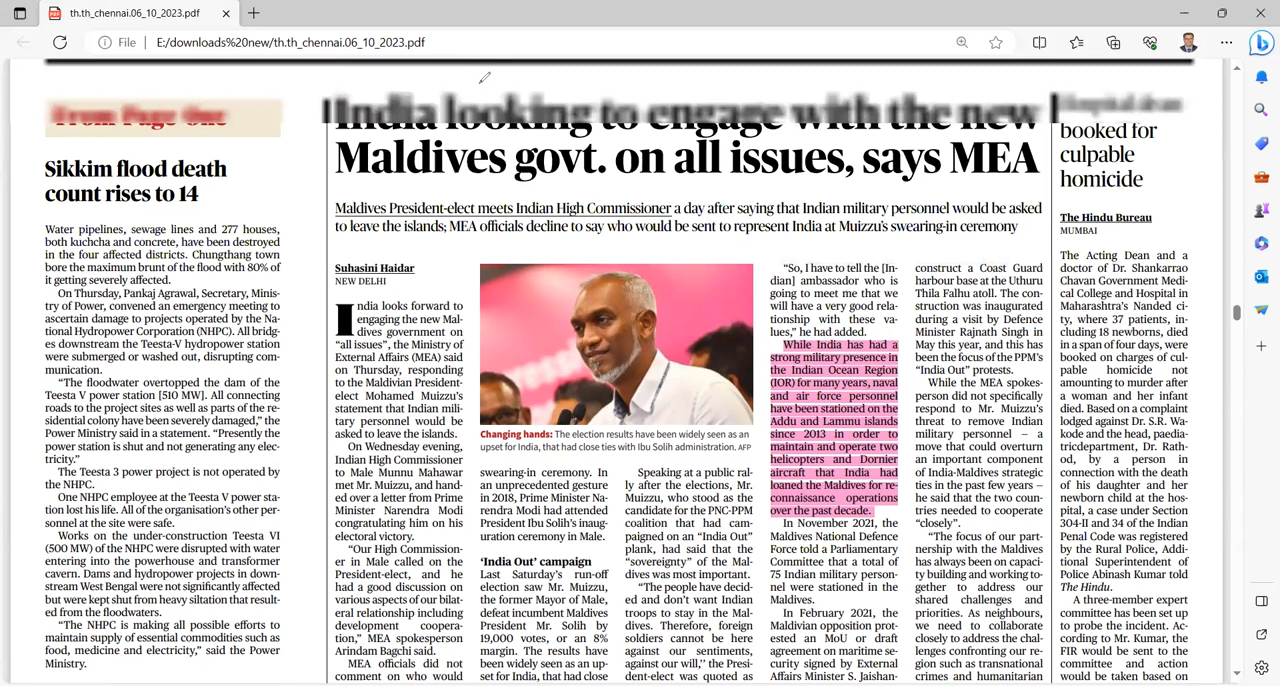 th.th_chennai.06_10_2023.pdf
File
E:/downloads%20new/th.th_chennai.06_10_2023.pdf
From Page One
Sikkim flood death
count rises to 14
Water pipelines, sewage lines and 277 houses,
both kuchcha and concrete, have been destroyed
in the four affected districts. Chungthang town
bore the maximum brunt of the flood with 80% of
it getting severely affected.
On Thursday, Pankaj Agrawal, Secretary, Minis-
try of Power, convened an emergency meeting to
ascertain damage to projects operated by the Na-
tional Hydropower Corporation (NHPC). All bridg-
es downstream the Teesta-V hydropower station
were submerged or washed out, disrupting com-
munication.
“The floodwater overtopped the dam of the
Teesta V power station [510 MW]. All connecting
roads to the project sites as well as parts of the re-
sidential colony have been severely damaged,” the
Power Ministry said in a statement. “Presently the
power station is shut and not generating any elec-
tricity.”
The Teesta 3 power project is not operated by
the NHPC.
One NHPC employee at the Teesta V power sta-
tion lost his life. All of the organisation’s other per-
sonnel at the site were safe.
Works on the under-construction Teesta VI
(500 MW) of the NHPC were disrupted with water
entering into the powerhouse and transformer
cavern. Dams and hydropower projects in down-
stream West Bengal were not significantly affected
but were kept shut from heavy siltation that result-
ed from the floodwaters.
“The NHPC is making all possible efforts to
maintain supply of essential commodities such as
food, medicine and electricity,” said the Power
Ministry.
India looking to engage with the new
Maldives govt. on all issues, says MEA
Maldives President-elect meets Indian High Commissioner a day after saying that Indian military personnel would be asked
to leave the islands; MEA officials decline to say who would be sent to represent India at Muizzu’s swearing-in ceremony
Suhasini Haidar
NEW DELHI
India looks forward to
engaging the new Mal-
dives government on
“all issues”, the Ministry of
External Affairs (MEA) said
on Thursday, responding
to the Maldivian President-
elect Mohamed Muizzu’s
statement that Indian mili-
tary personnel would be
asked to leave the islands.
On Wednesday evening,
Indian High Commissioner
to Male Munu Mahawar
met Mr. Muizzu, and hand-
ed over a letter from Prime
Minister Narendra Modi
congratulating him on his
electoral victory.
“Our High Commission-
er in Male called on the
President-elect, and he
had a good discussion on
various aspects of our bilat-
eral relationship including
development coopera-
tion,” MEA spokesperson
Arindam Bagchi said.
MEA officials did not
comment on who would
Changing hands: The election results have been widely seen as an
upset for India, that had close ties with Ibu Solih administration. AFP
swearing-in ceremony. In
an unprecedented gesture
in 2018, Prime Minister Na-
rendra Modi had attended
President Ibu Solih’s inaug-
uration ceremony in Male.
‘India Out’ campaign
Last Saturday’s run-off
election saw Mr. Muizzu,
the former Mayor of Male,
defeat incumbent Maldives
President Mr. Solih by
19,000 votes, or an 8%
margin. The results have
been widely seen as an up-
set for India, that had close
Speaking at a public ral-
ly after the elections, Mr.
Muizzu, who stood as the
candidate for the PNC-PPM
coalition that had cam-
paigned on an “India Out”
plank, had said that the
“sovereignty” of the Mal-
dives was most important.
“The people have decid-
ed and don’t want Indian
troops to stay in the Mal-
dives. Therefore, foreign
soldiers cannot be here
against our sentiments,
against our will,’’ the Presi-
dent-elect was quoted as
“So, I have to tell the [In-
dian] ambassador who is
going to meet me that we
will have a very good rela-
tionship with these va-
lues,” he had added.
While India has had a
strong military presence in
the Indian Ocean Region
(IOR) for many years, naval
and air force personnel
have been stationed on the
Addu and Lammu islands
since 2013 in order to
maintain and operate two
helicopters and Dornier
aircraft that India had
loaned the Maldives for re-
connaissance operations
over the past decade.
In November 2021, the
Maldives National Defence
Force told a Parliamentary
Committee that a total of
75 Indian military person-
nel were stationed in the
Maldives.
In February 2021, the
Maldivian opposition prot-
ested an MoU or draft
agreement on maritime se-
curity signed by External
Affairs Minister S. Jaishan-
construct a Coast Guard
harbour base at the Uthuru
Thila Falhu atoll. The con-
struction was inaugurated
during a visit by Defence
Minister Rajnath Singh in
May this year, and this has
been the focus of the PPM’s
“India Out” protests.
While the MEA spokes-
person did not specifically
respond to Mr. Muizzu’s
threat to remove Indian
military personnel – a
move that could overturn
an important component
of India-Maldives strategic
ties in the past few years –
he said that the two coun-
tries needed to cooperate
“closely”.
“The focus of our part-
nership with the Maldives
has always been on capaci-
ty building and working to-
gether to address our
shared challenges and
priorities. As neighbours,
we need to collaborate
closely to address the chal-
lenges confronting our re-
gion such as transnational
crimes and humanitarian
Hospital dean
booked for
culpable
homicide
The Hindu Bureau
MUMBAI
The Acting Dean and a
doctor of Dr. Shankarrao
Chavan Government Medi-
cal College and Hospital in
Maharashtra’s Nanded ci-
ty, where 37 patients, in-
cluding 18 newborns, died
in a span of four days, were
booked on charges of cul-
pable homicide not
amounting to murder after
a woman and her infant
died. Based on a complaint
lodged against Dr. S.R. Wa-
kode and the head, paedia-
tricdepartment, Dr. Rath-
od, by a person in
connection with the death
of his daughter and her
newborn child at the hos-
pital, a case under Section
304-II and 34 of the Indian
Penal Code was registered
by the Rural Police, Addi-
tional Superintendent of
Police Abinash Kumar told
The Hindu.
A three-member expert
committee has been set up
to probe the incident. Ac-
cording to Mr. Kumar, the
FIR would be sent to the
committee and action
would be taken based on